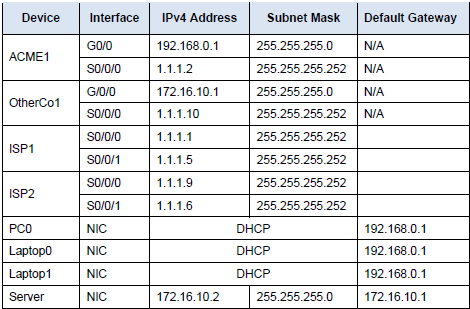 Device Interface IPv4 Address Subnet Mask Default Gateway
ACME1 G0/0 192.168.0.1 255.255.255.0 N/A
S0/0/0 1.1.1.2 255.255.255.252 N/A
OtherCo1 G/0/0 172.16.10.1 255.255.255.0 N/A
S0/0/0 1.1.1.10 255.255.255.252 N/A
ISP1 S0/0/0 1.1.1.1 255.255.255.252
S0/0/1 1.1.1.5 255.255.255.252
ISP2 S0/0/0 1.1.1.9 255.255.255.252
S0/0/1 1.1.1.6 255.255.255.252
PC0 NIC DHCP 192.168.0.1
Laptop0 NIC DHCP 192.168.0.1
Laptop1 NIC DHCP 192.168.0.1
Server NIC 172.16.10.2 255.255.255.0 172.16.10.1